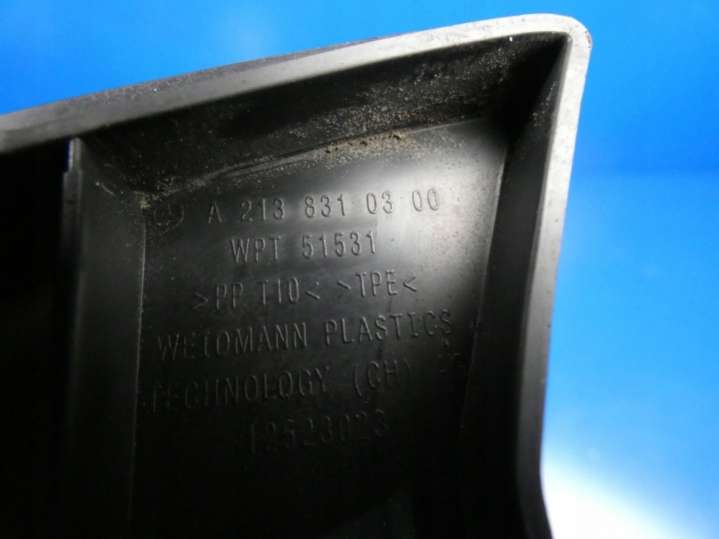 A 213 831 03 00
WPT 51531
>PP T10< >TPE<
WEIDMANN PLASTICS
TECHNOLOGY (CH)